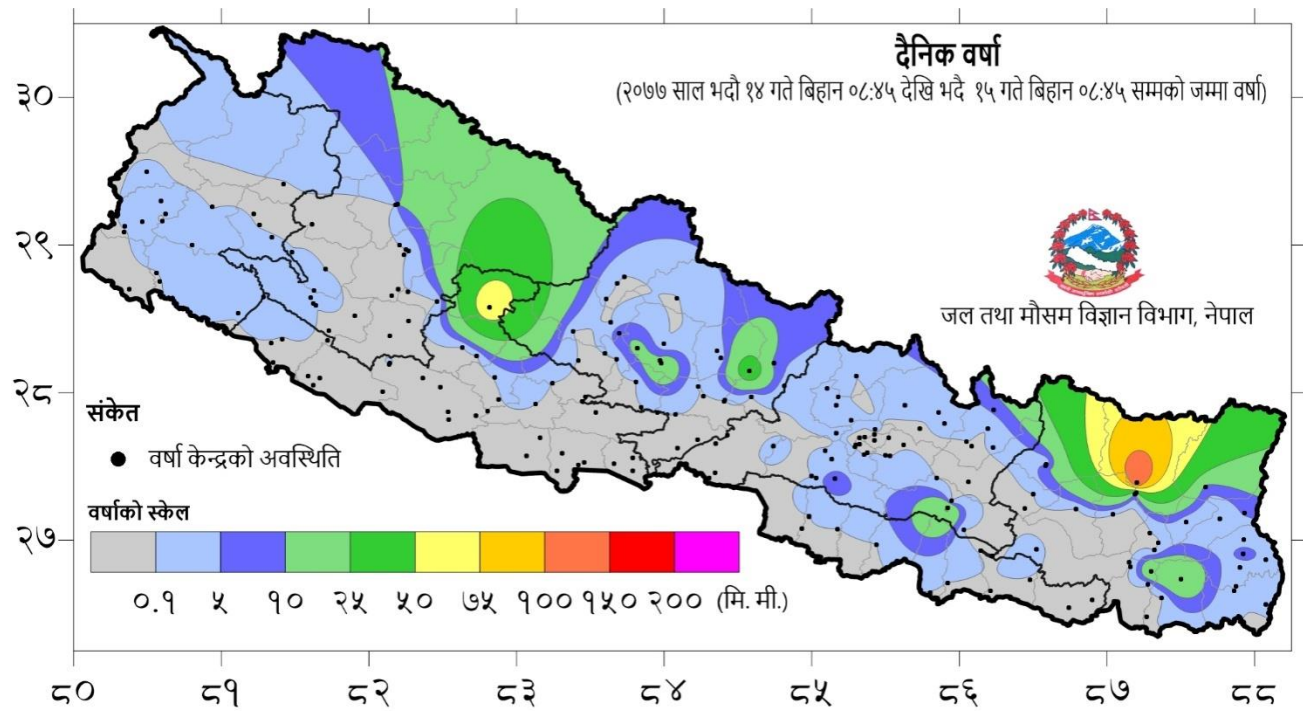 दैनिक वर्षा
(२०७७ साल भदौ १४ गते बिहान ०८:४५ देखि भदै १५ गते बिहान ०८:४५ सम्मको जम्मा वर्षा)
३०
२९
जल तथा मौसम विज्ञान विभाग, नेपाल
२८
संकेत
वर्षा केन्द्रको अवस्थिति
वर्षाको स्केल
२७
०.१ ५ १० २५ ५० ७५ १०० १५० २०० (मि. मी.)
८० ८१ ८२ ८३ ८४ ८५ ८६ ८७ ८८